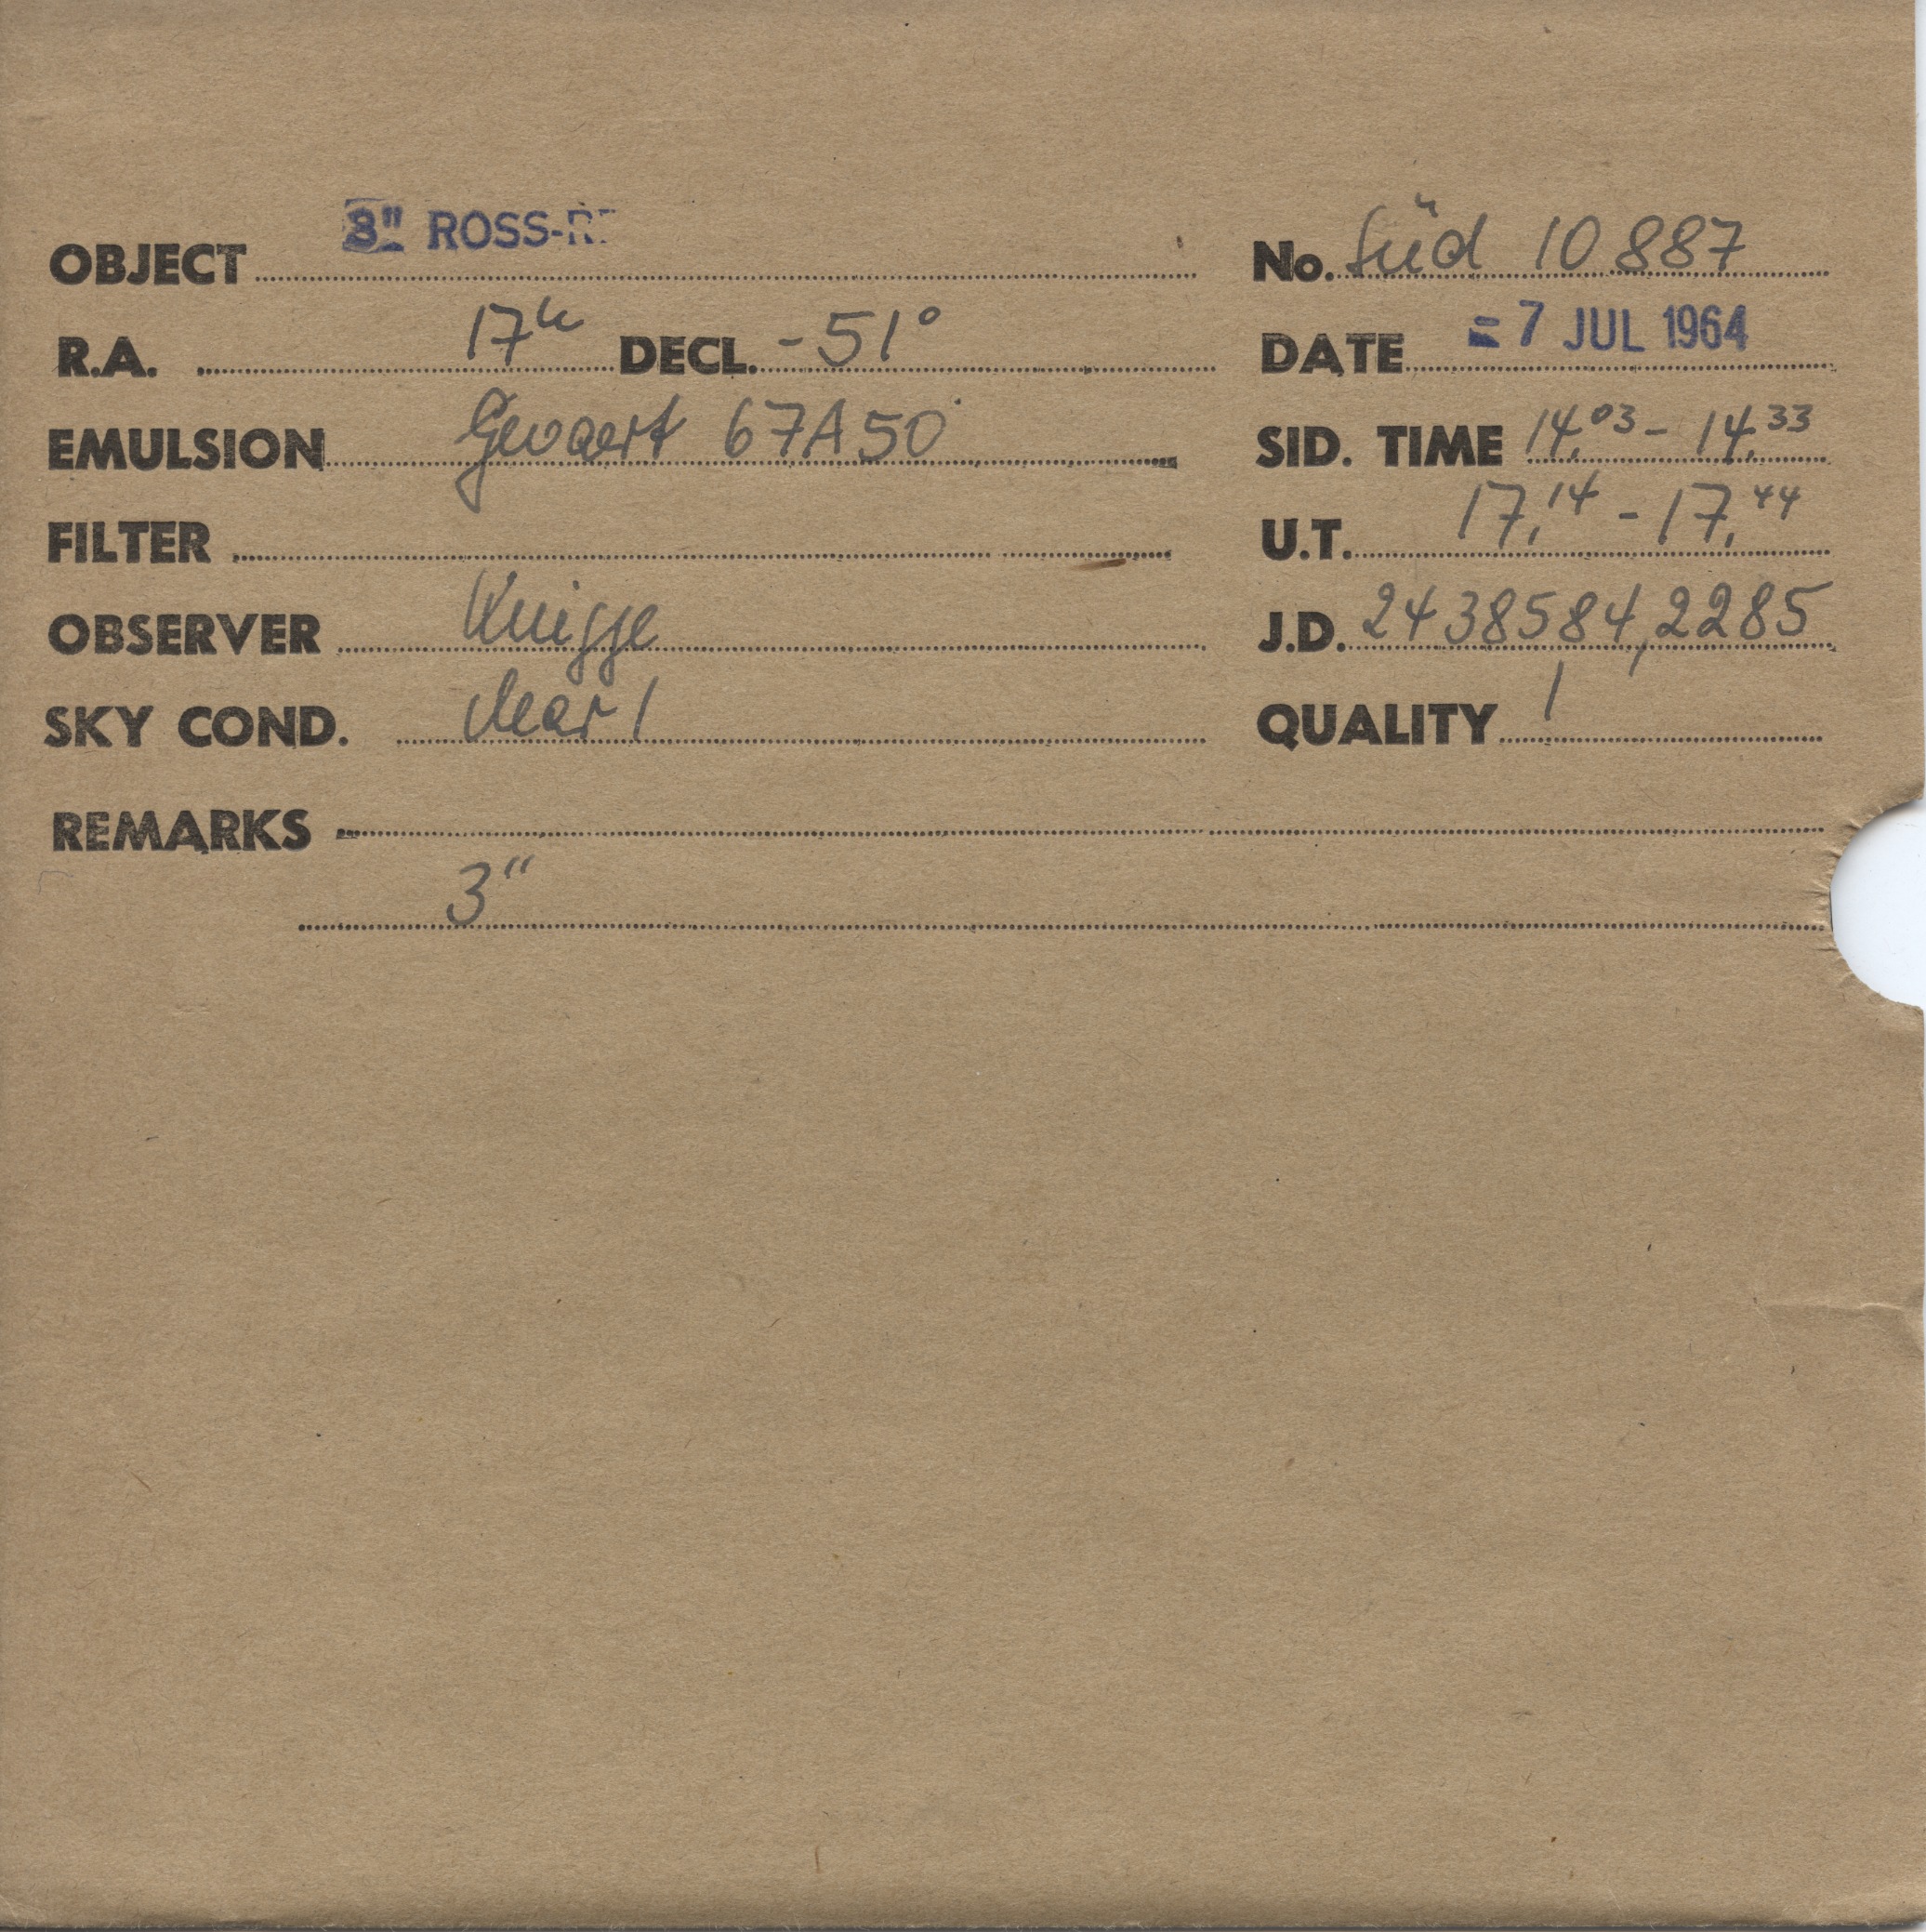 OBJECT 3" ROSS- No. Süd 10887
R.A. 17h DECL. -51°
DATE = 7 JUL 1964
EMULSION Gevaert 67A50
SID. TIME 14,03 - 14,33
FILTER
U.T. 17,14 - 17,44
OBSERVER Knigge
J.D. 2438584,2285
SKY COND. clear 1
QUALITY 1
REMARKS
3"